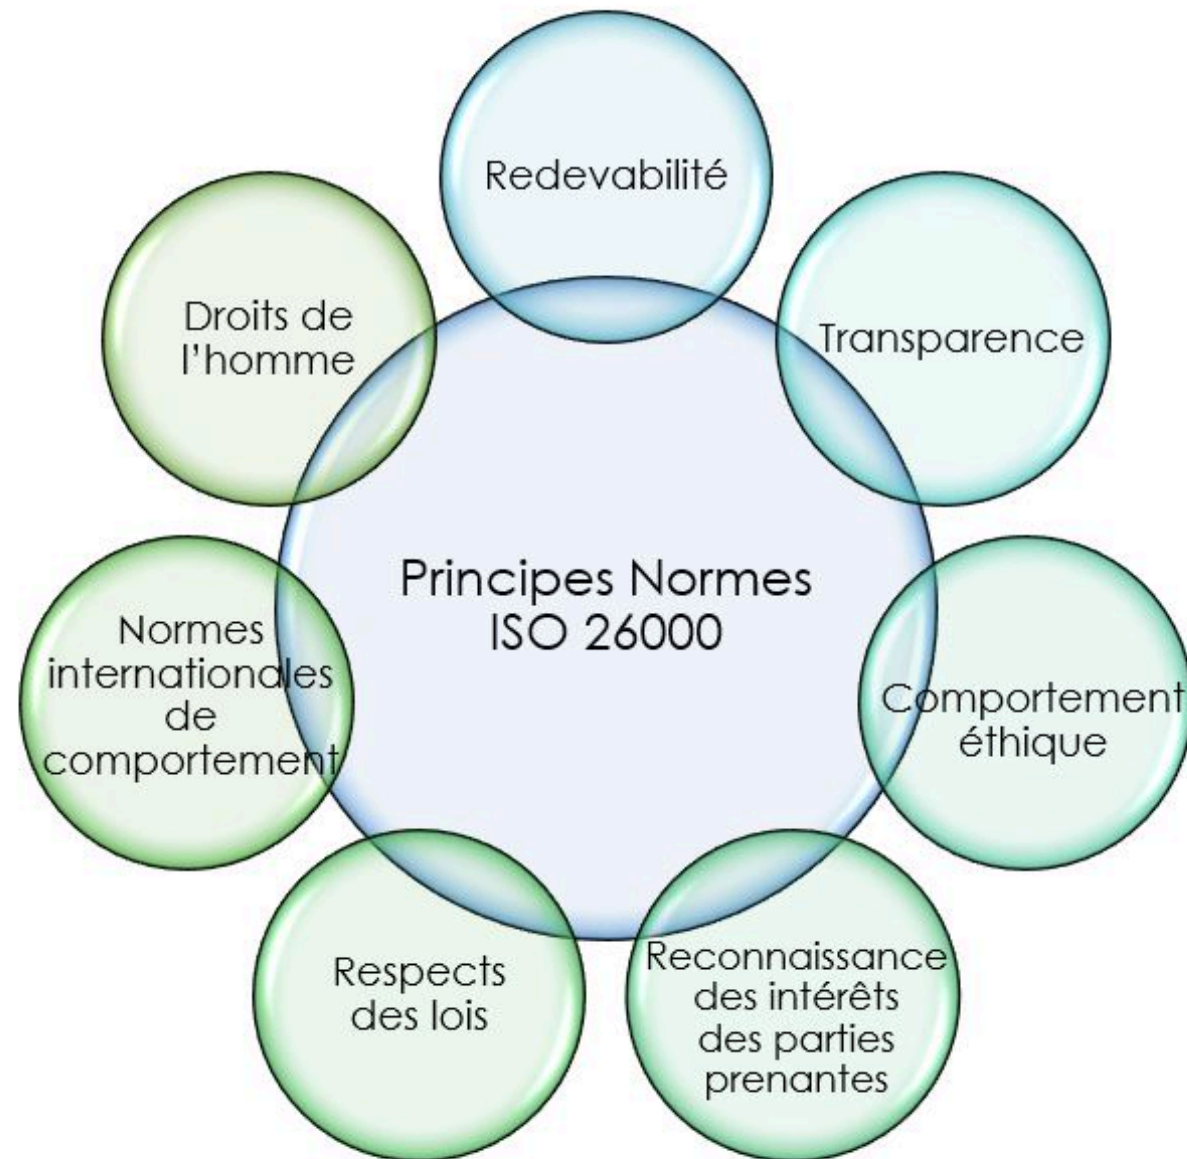 Redevabilité
Droits de
l'homme
Transparence
Principes Normes
ISO 26000
Normes
internationales
de
comportement
Comportement
éthique
Respects
des lois
Reconnaissance
des intérêts
des parties
prenantes